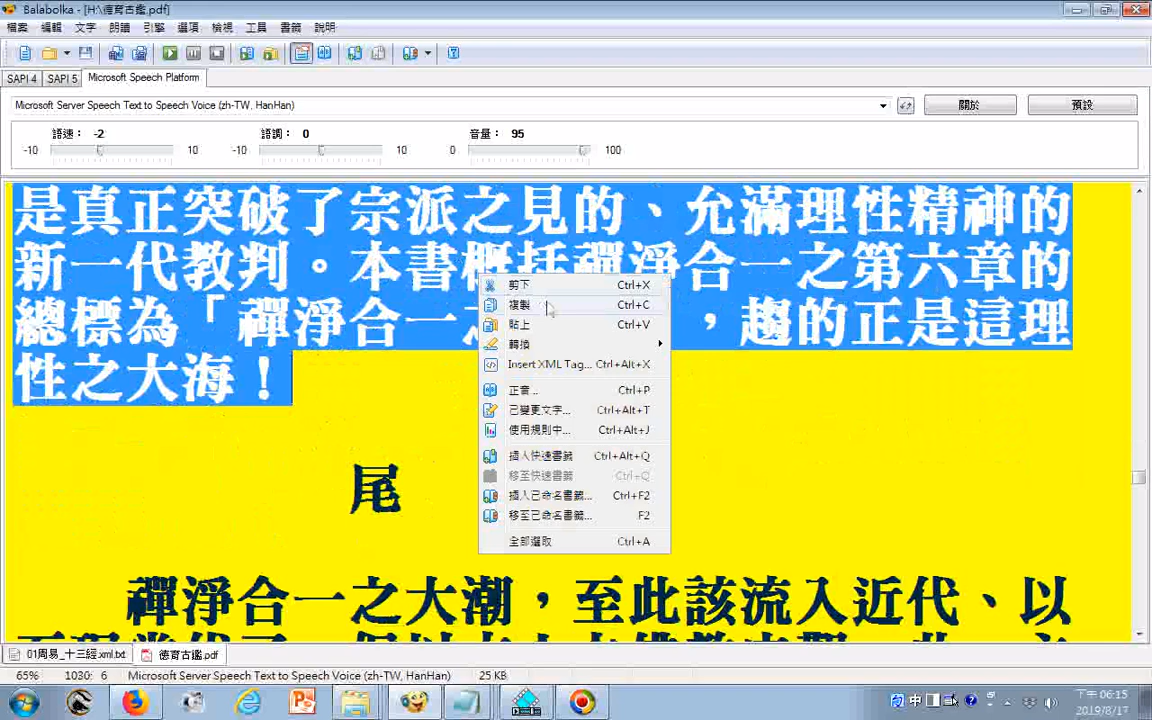 Balabolka - [H:\德育古鑑.pdf]
檔案 編輯 文字 朗讀 引擎 選項 檢視 工具 書籤 說明
SAPI 4 SAPI 5 Microsoft Speech Platform
Microsoft Server Speech Text to Speech Voice (zh-TW, HanHan) 關於 預設
語速： -2 語調： 0 音量： 95
-10 10 -10 10 0 100
是真正突破了宗派之見的、允滿理性精神的
新一代教判。本書概括禪淨合一之第六章的
總標為「禪淨合一之 ，趨的正是這理
性之大海！
剪下 Ctrl+X
複製 Ctrl+C
貼上 Ctrl+V
轉換
Insert XML Tag... Ctrl+Alt+X
正音... Ctrl+P
已變更文字... Ctrl+Alt+T
使用規則中... Ctrl+Alt+J
插入快速書籤 Ctrl+Alt+Q
移至快速書籤 Ctrl+Q
插入已命名書籤... Ctrl+F2
移至已命名書籤... F2
全部選取 Ctrl+A
尾
禪淨合一之大潮，至此該流入近代、以
01周易_十三經.xml.txt 德育古鑑.pdf
65% 1030: 6 Microsoft Server Speech Text to Speech Voice (zh-TW, HanHan) 25 KB
中
下午 06:15
2019/8/17